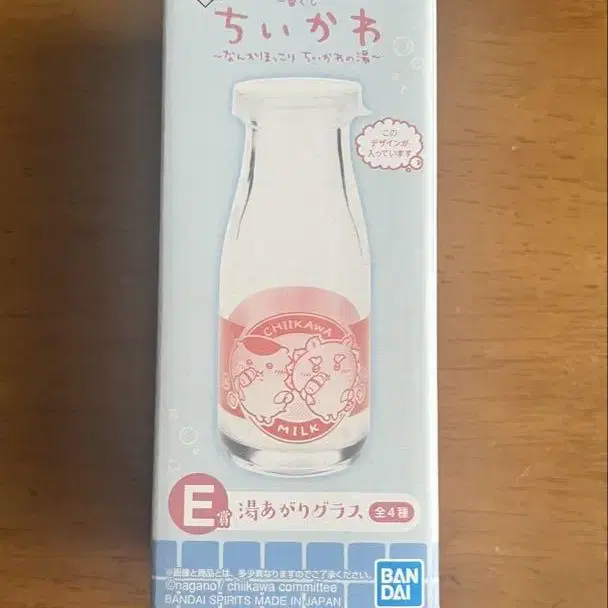 一番くじ
ちいかわ
～なんかほっこり ちいかわの湯～
この
デザインが
入っています
CHIIKAWA
MILK
E賞 湯あがりグラス 全4種
※画像と商品とは、多少異なりますのでご了承ください。
©nagano / chiikawa committee
BANDAI SPIRITS MADE IN JAPAN
BAN
DAI